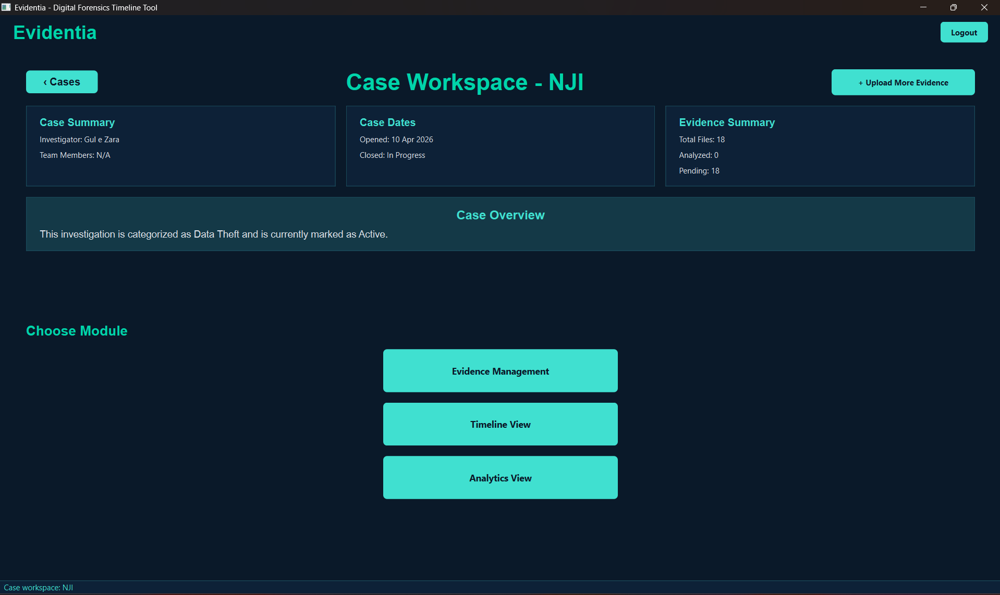 Evidentia - Digital Forensics Timeline Tool
Evidentia
Logout
‹ Cases
Case Workspace - NJI
+ Upload More Evidence
Case Summary
Investigator: Gul e Zara
Team Members: N/A
Case Dates
Opened: 10 Apr 2026
Closed: In Progress
Evidence Summary
Total Files: 18
Analyzed: 0
Pending: 18
Case Overview
This investigation is categorized as Data Theft and is currently marked as Active.
Choose Module
Evidence Management
Timeline View
Analytics View
Case workspace: NJI